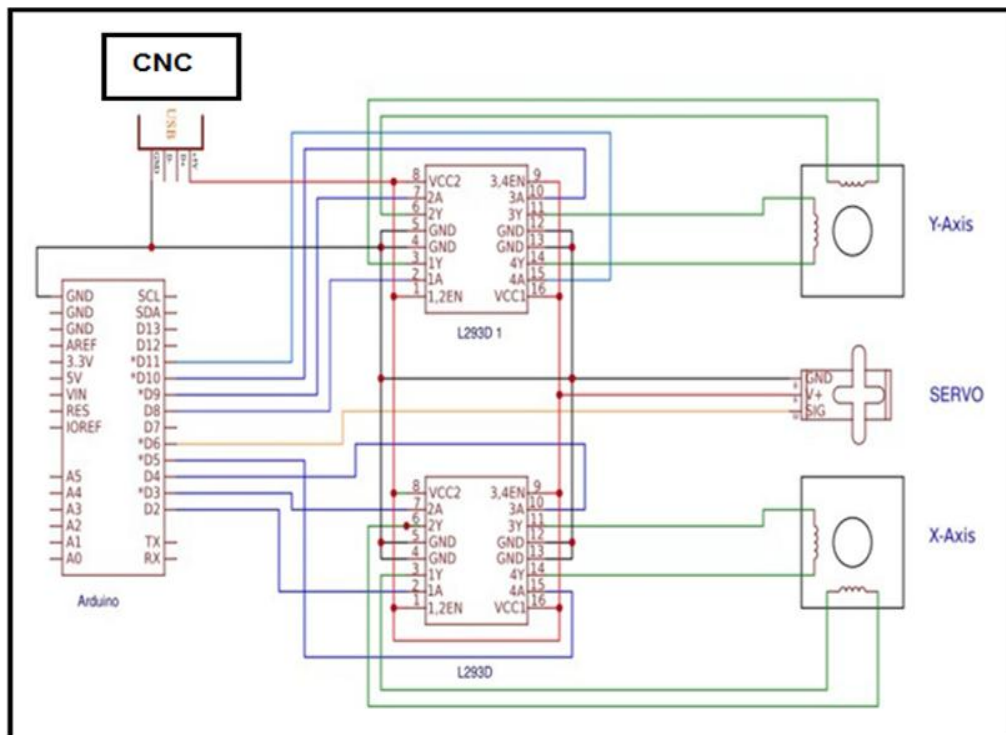 CNC
USB
GND
D-
D+
+5V
8 VCC2 3,4EN 9
7 2A 3A 10
6 2Y 3Y 11
5 GND GND 12
4 GND GND 13
3 1Y 4Y 14
2 1A 4A 15
1 1,2EN VCC1 16
L293D 1
Y-Axis
GND SCL
GND SDA
GND D13
AREF D12
3.3V *D11
5V *D10
VIN *D9
RES D8
IOREF D7
*D6
*D5
A5 D4
A4 *D3
A3 D2
A2
A1 TX
A0 RX
Arduino
GND
V+
SIG
SERVO
8 VCC2 3,4EN 9
7 2A 3A 10
6 2Y 3Y 11
5 GND GND 12
4 GND GND 13
3 1Y 4Y 14
2 1A 4A 15
1 1,2EN VCC1 16
L293D
X-Axis